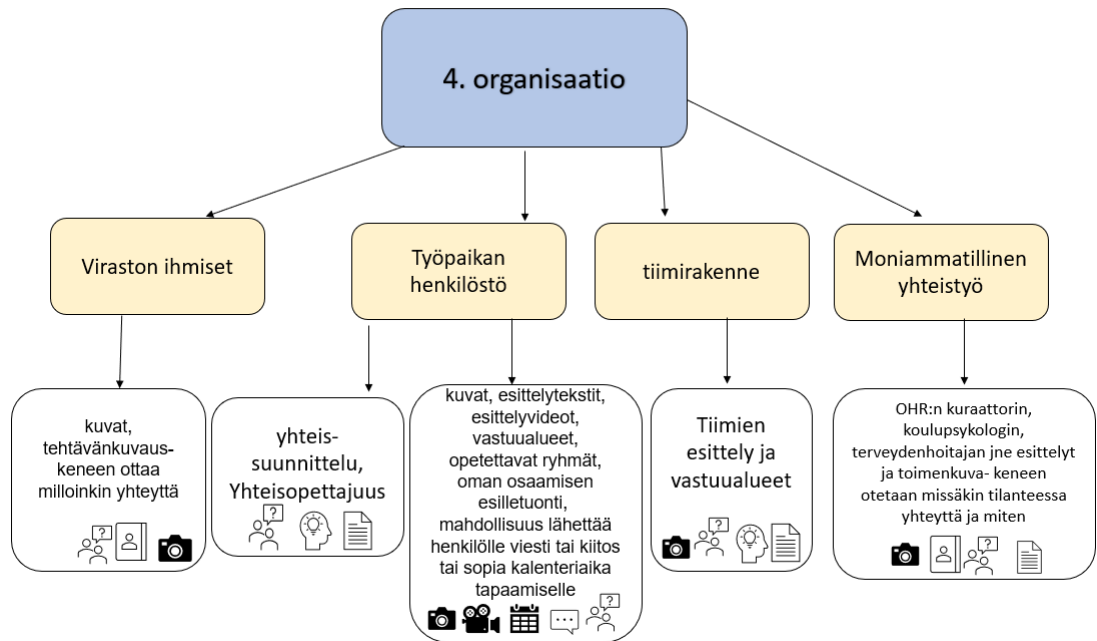 4. organisaatio
Viraston ihmiset
Työpaikan
henkilöstö
tiimirakenne
Moniammatillinen
yhteistyö
kuvat,
tehtävänkuvaus-
keneen ottaa
milloinkin yhteyttä
yhteis-
suunnittelu,
Yhteisopettajuus
kuvat, esittelytekstit,
esittelyvideot,
vastuualueet,
opetettavat ryhmät,
oman osaamisen
esilletuonti,
mahdollisuus lähettää
henkilölle viesti tai kiitos
tai sopia kalenteriaika
tapaamiselle
Tiimien
esittely ja
vastuualueet
OHR:n kuraattorin,
koulupsykologin,
terveydenhoitajan jne esittelyt
ja toimenkuva- keneen
otetaan missäkin tilanteessa
yhteyttä ja miten